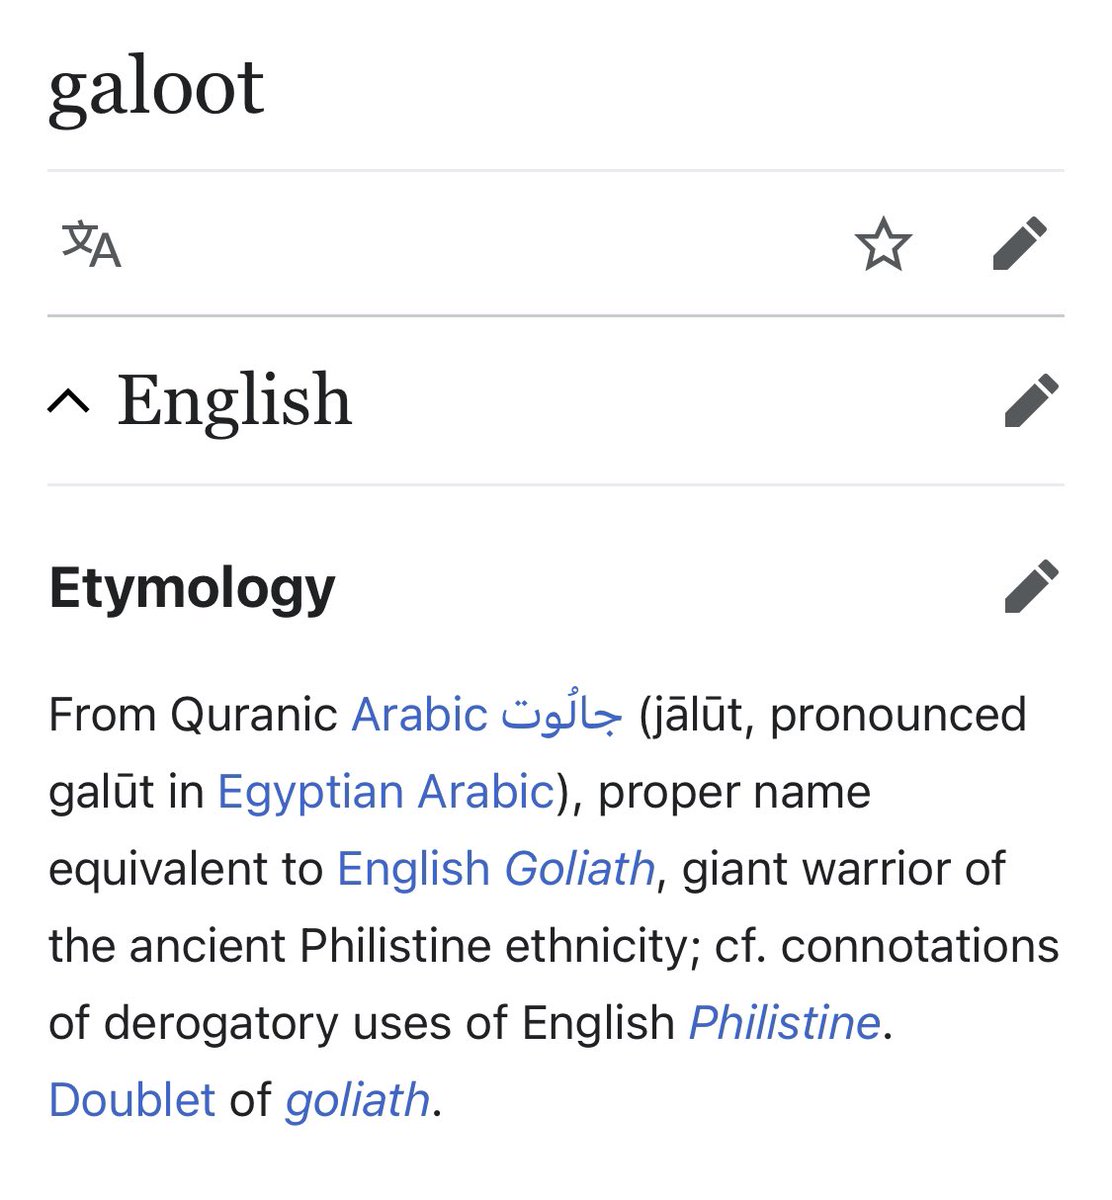 galoot
文A
English
Etymology
From Quranic Arabic جالُوت (jālūt, pronounced
galūt in Egyptian Arabic), proper name
equivalent to English Goliath, giant warrior of
the ancient Philistine ethnicity; cf. connotations
of derogatory uses of English Philistine.
Doublet of goliath.